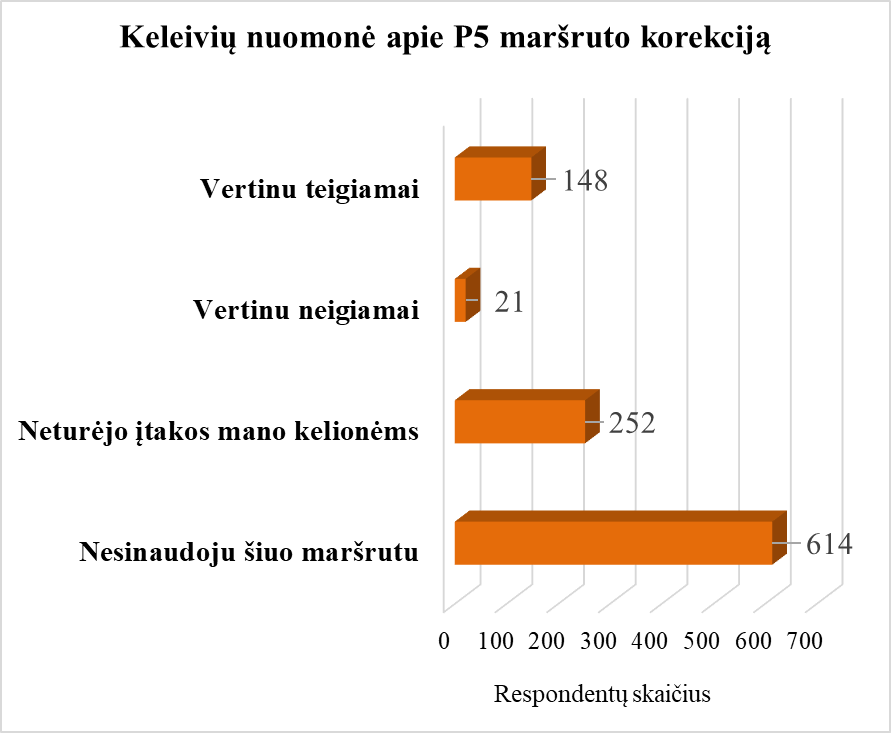 Keleivių nuomonė apie P5 maršruto korekciją
Vertinu teigiamai
148
Vertinu neigiamai
21
Neturėjo įtakos mano kelionėms
252
Nesinaudoju šiuo maršrutu
614
0 100 200 300 400 500 600 700
Respondentų skaičius